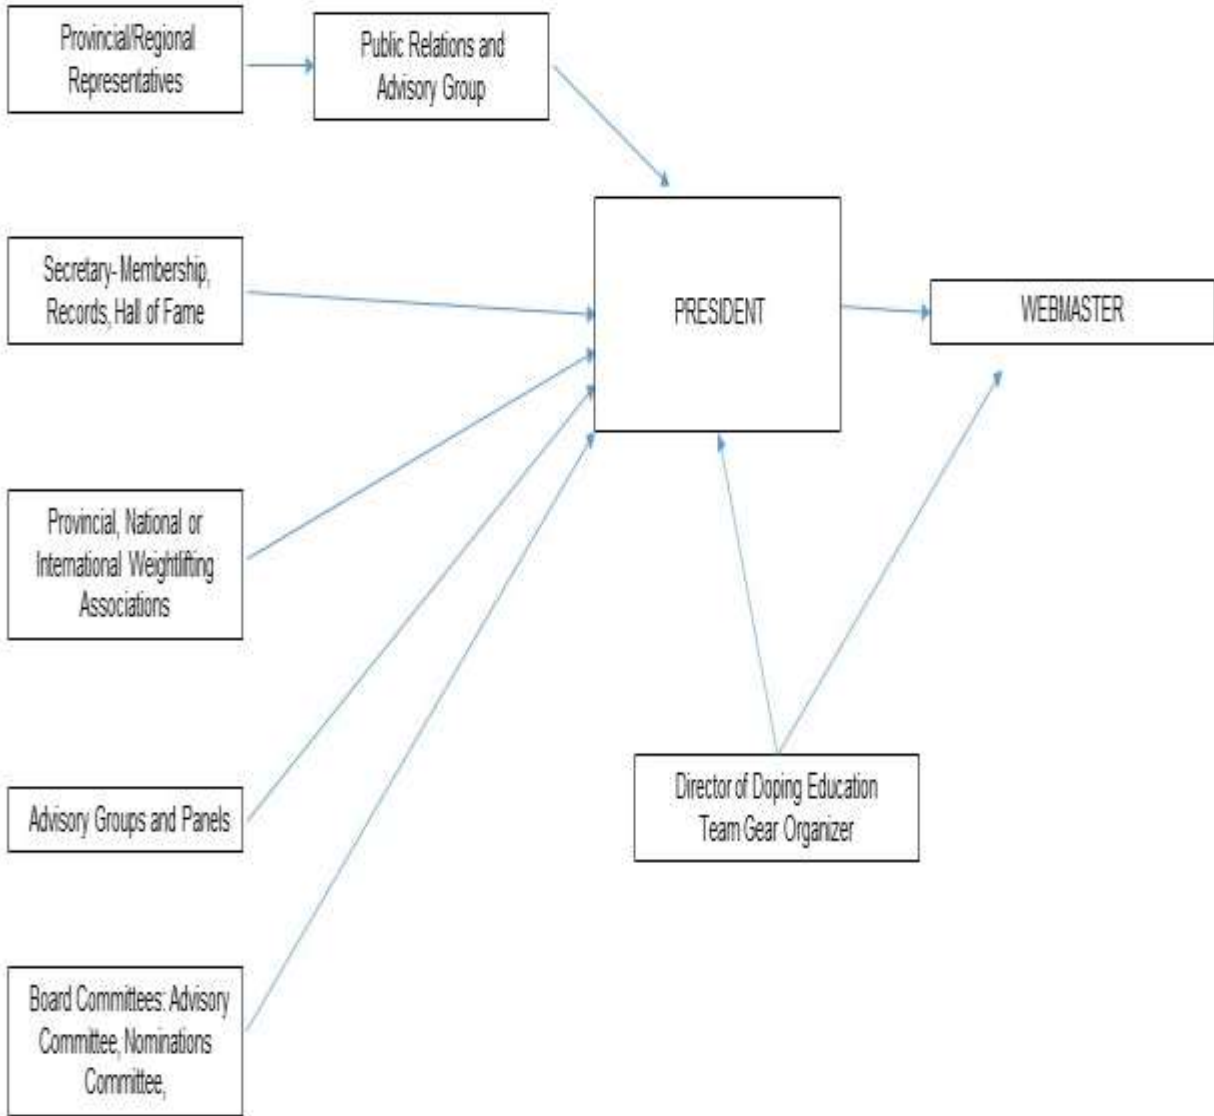 Provincial/Regional
Representatives
Public Relations and
Advisory Group
Secretary- Membership,
Records, Hall of Fame
PRESIDENT
WEBMASTER
Provincial, National or
International Weightlifting
Associations
Advisory Groups and Panels
Director of Doping Education
Team Gear Organizer
Board Committees: Advisory
Committee, Nominations
Committee,